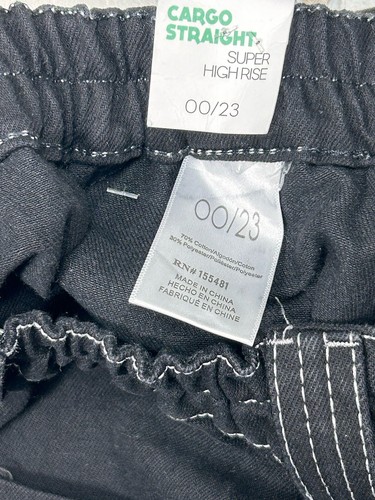 CARGO
STRAIGHT
SUPER
HIGH RISE
00/23
00/23
70% Cotton/Algodón/Coton
30% Polyester/Poliester/Polyester
RN# 155481
MADE IN CHINA
HECHO EN CHINA
FABRIQUÉ EN CHINE